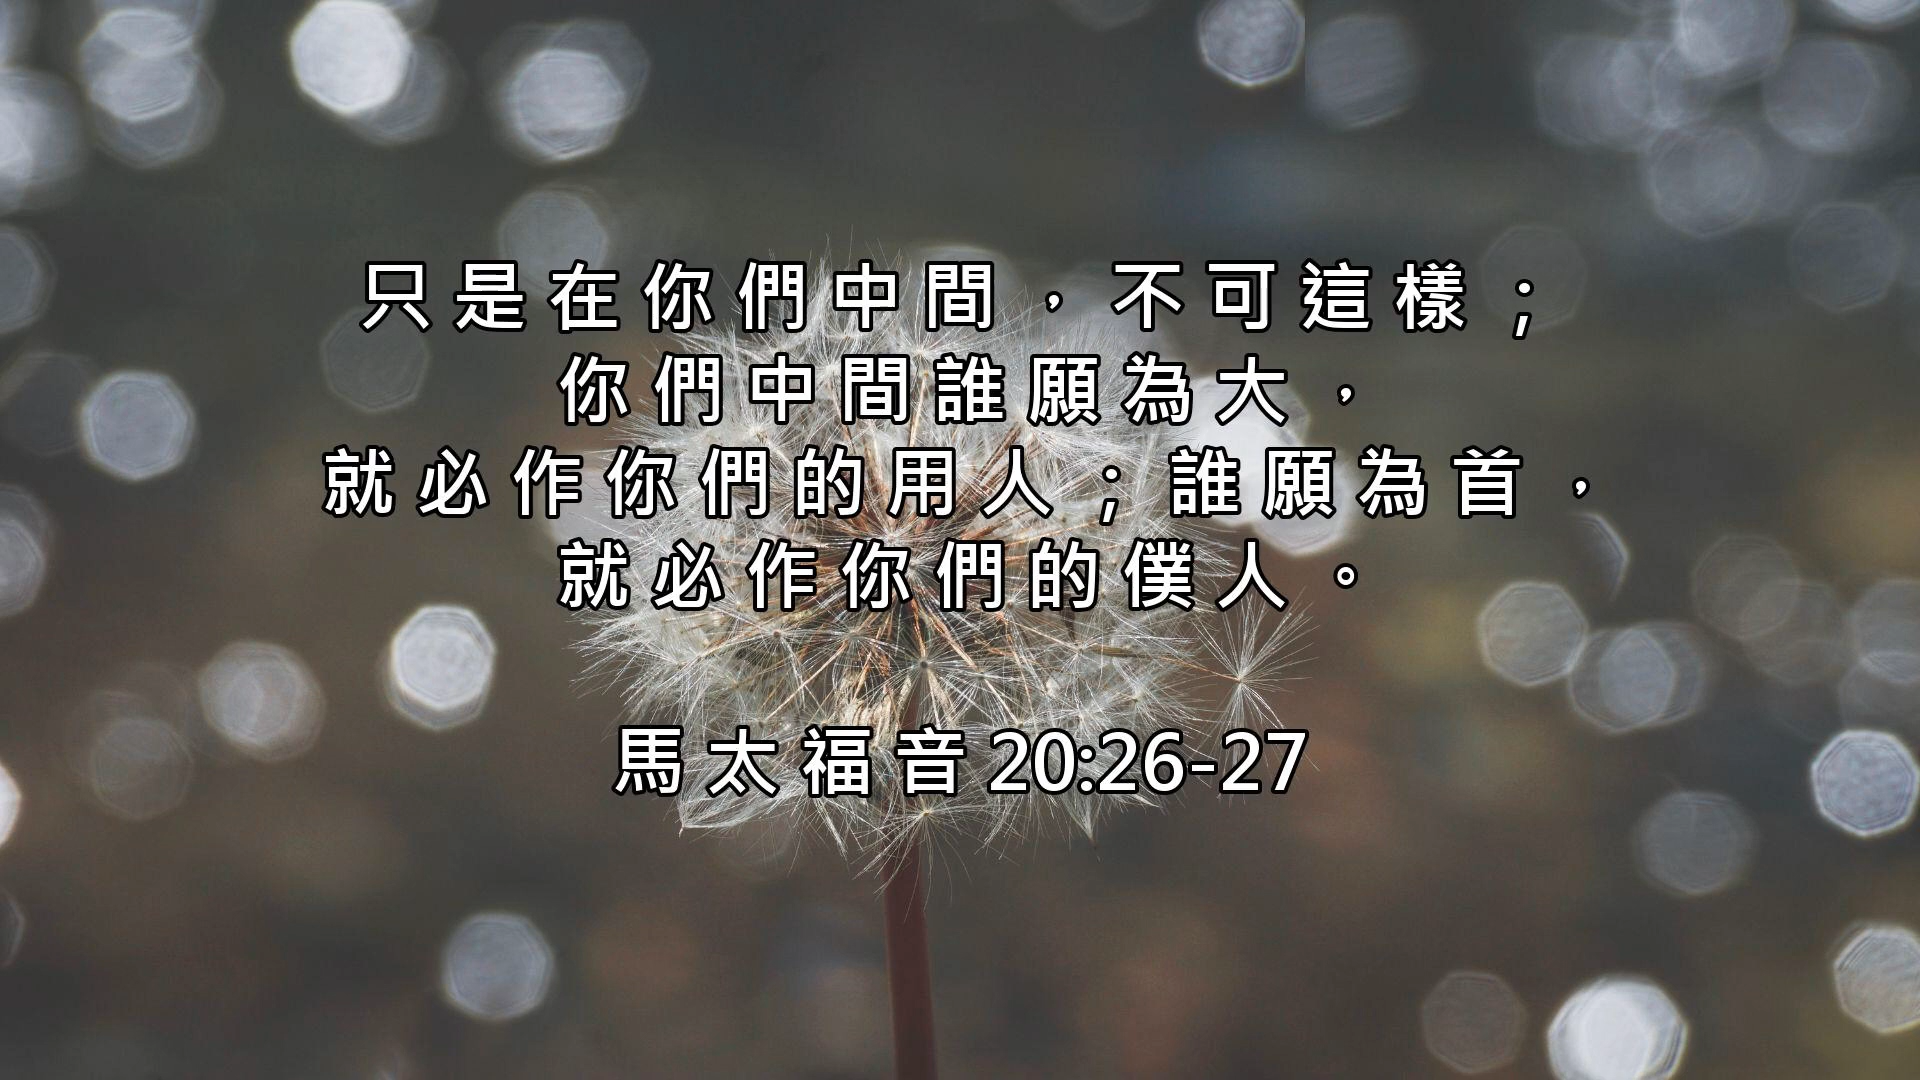 只是在你們中間，不可這樣；
你們中間誰願為大，
就必作你們的用人；誰願為首，
就必作你們的僕人。
馬太福音20:26-27